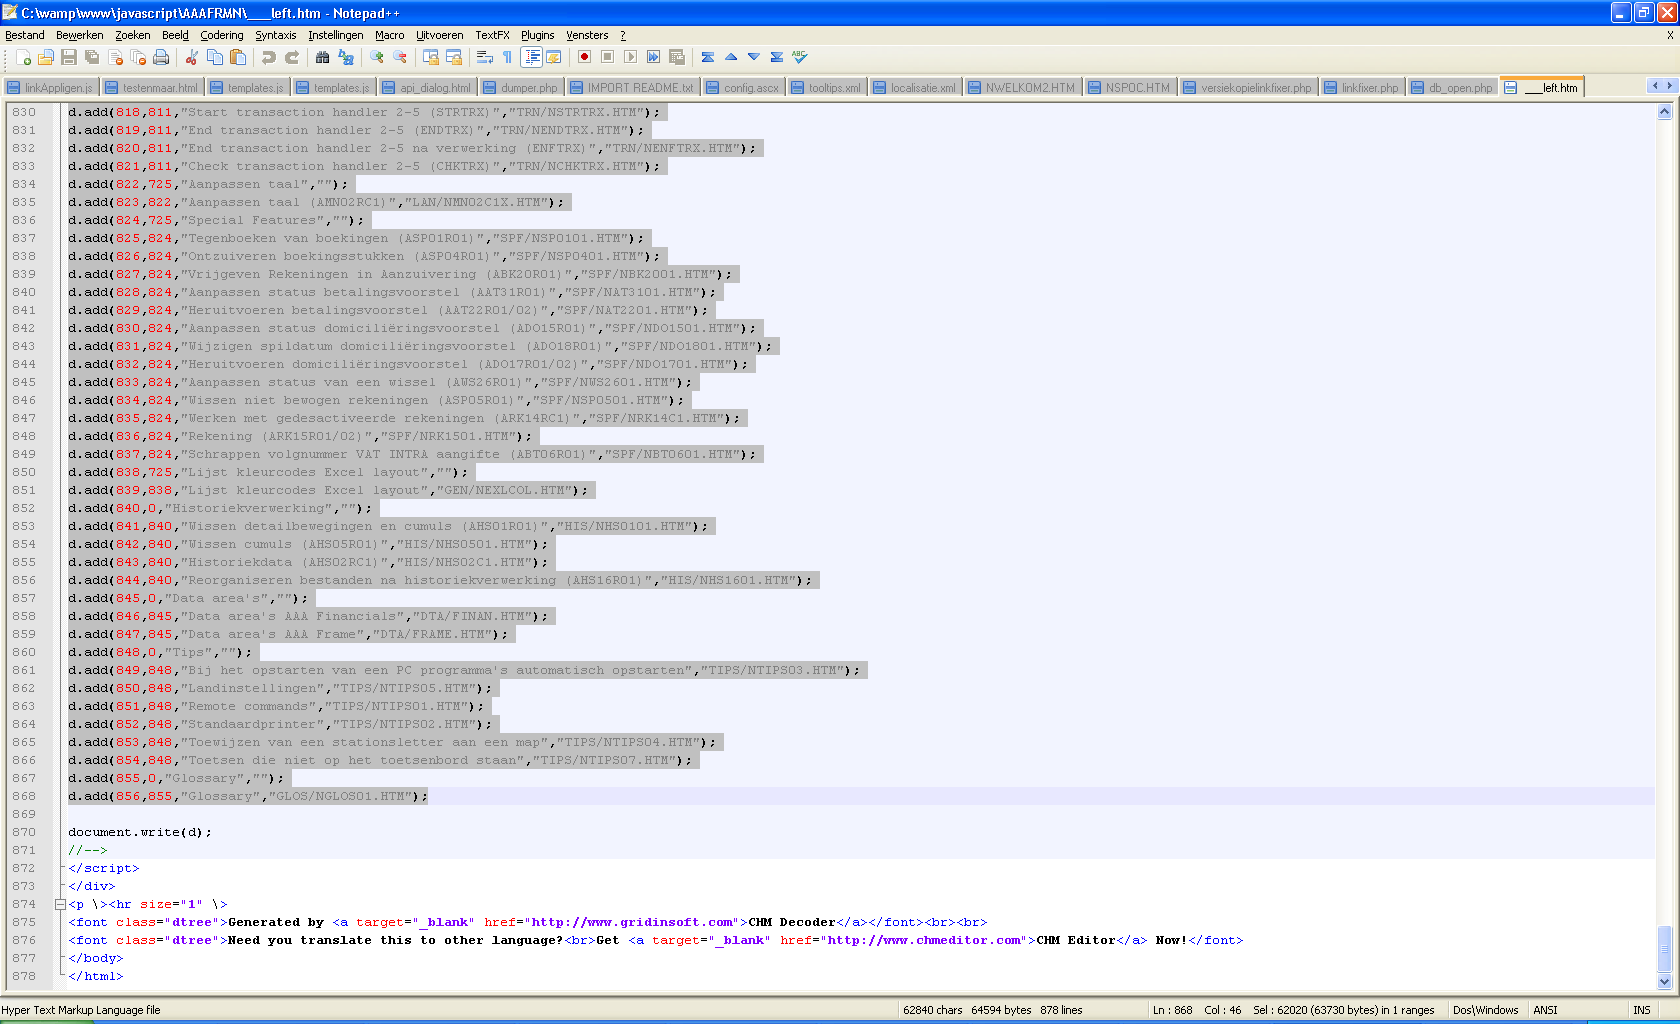 C:\wamp\www\javascript\AAAFRMN\___left.htm - Notepad++
Bestand Bewerken Zoeken Beeld Codering Syntaxis Instellingen Macro Uitvoeren TextFX Plugins Vensters ? X
linkAppligen.js testenmaar.html templates.js templates.js api_dialog.html dumper.php IMPORT README.txt config.ascx tooltips.xml localisatie.xml NWELKOM2.HTM NSPOC.HTM versiekopielinkfixer.php linkfixer.php db_open.php ___left.htm
830 d.add(818,811,"Start transaction handler 2-5 (STRTRX)","TRN/NSTRTRX.HTM");
831 d.add(819,811,"End transaction handler 2-5 (ENDTRX)","TRN/NENDTRX.HTM");
832 d.add(820,811,"End transaction handler 2-5 na verwerking (ENFTRX)","TRN/NENFTRX.HTM");
833 d.add(821,811,"Check transaction handler 2-5 (CHKTRX)","TRN/NCHKTRX.HTM");
834 d.add(822,725,"Aanpassen taal","");
835 d.add(823,822,"Aanpassen taal (AMN02RC1)","LAN/NMN02C1X.HTM");
836 d.add(824,725,"Special Features","");
837 d.add(825,824,"Tegenboeken van boekingen (ASP01R01)","SPF/NSP0101.HTM");
838 d.add(826,824,"Ontzuiveren boekingsstukken (ASP04R01)","SPF/NSP0401.HTM");
839 d.add(827,824,"Vrijgeven Rekeningen in Aanzuivering (ABK20R01)","SPF/NBK2001.HTM");
840 d.add(828,824,"Aanpassen status betalingsvoorstel (AAT31R01)","SPF/NAT3101.HTM");
841 d.add(829,824,"Heruitvoeren betalingsvoorstel (AAT22R01/02)","SPF/NAT2201.HTM");
842 d.add(830,824,"Aanpassen status domiciliëringsvoorstel (ADO15R01)","SPF/NDO1501.HTM");
843 d.add(831,824,"Wijzigen spildatum domiciliëringsvoorstel (ADO18R01)","SPF/NDO1801.HTM");
844 d.add(832,824,"Heruitvoeren domiciliëringsvoorstel (ADO17R01/02)","SPF/NDO1701.HTM");
845 d.add(833,824,"Aanpassen status van een wissel (AWS26R01)","SPF/NWS2601.HTM");
846 d.add(834,824,"Wissen niet bewogen rekeningen (ASP05R01)","SPF/NSP0501.HTM");
847 d.add(835,824,"Werken met gedesactiveerde rekeningen (ARK14RC1)","SPF/NRK14C1.HTM");
848 d.add(836,824,"Rekening (ARK15R01/02)","SPF/NRK1501.HTM");
849 d.add(837,824,"Schrappen volgnummer VAT INTRA aangifte (ABT06R01)","SPF/NBT0601.HTM");
850 d.add(838,725,"Lijst kleurcodes Excel layout","");
851 d.add(839,838,"Lijst kleurcodes Excel layout","GEN/NEXLCOL.HTM");
852 d.add(840,0,"Historiekverwerking","");
853 d.add(841,840,"Wissen detailbewegingen en cumuls (AHS01R01)","HIS/NHS0101.HTM");
854 d.add(842,840,"Wissen cumuls (AHS05R01)","HIS/NHS0501.HTM");
855 d.add(843,840,"Historiekdata (AHS02RC1)","HIS/NHS02C1.HTM");
856 d.add(844,840,"Reorganiseren bestanden na historiekverwerking (AHS16R01)","HIS/NHS1601.HTM");
857 d.add(845,0,"Data area's","");
858 d.add(846,845,"Data area's AAA Financials","DTA/FINAN.HTM");
859 d.add(847,845,"Data area's AAA Frame","DTA/FRAME.HTM");
860 d.add(848,0,"Tips","");
861 d.add(849,848,"Bij het opstarten van een PC programma's automatisch opstarten","TIPS/NTIPS03.HTM");
862 d.add(850,848,"Landinstellingen","TIPS/NTIPS05.HTM");
863 d.add(851,848,"Remote commands","TIPS/NTIPS01.HTM");
864 d.add(852,848,"Standaardprinter","TIPS/NTIPS02.HTM");
865 d.add(853,848,"Toewijzen van een stationsletter aan een map","TIPS/NTIPS04.HTM");
866 d.add(854,848,"Toetsen die niet op het toetsenbord staan","TIPS/NTIPS07.HTM");
867 d.add(855,0,"Glossary","");
868 d.add(856,855,"Glossary","GLOS/NGLOS01.HTM");
869
870 document.write(d);
871 //-->
872 </script>
873 </div>
874 <p \><hr size="1" \>
875 <font class="dtree">Generated by <a target="_blank" href="http://www.gridinsoft.com">CHM Decoder</a></font><br><br>
876 <font class="dtree">Need you translate this to other language?<br>Get <a target="_blank" href="http://www.chmeditor.com">CHM Editor</a> Now!</font>
877 </body>
878 </html>
Hyper Text Markup Language file 62840 chars 64594 bytes 878 lines Ln : 868 Col : 46 Sel : 62020 (63730 bytes) in 1 ranges Dos\Windows ANSI INS